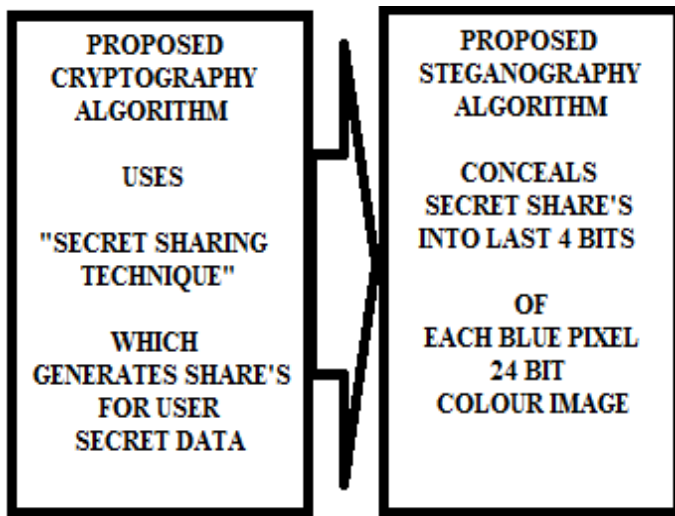 PROPOSED
CRYPTOGRAPHY
ALGORITHM
USES
"SECRET SHARING
TECHNIQUE"
WHICH
GENERATES SHARE'S
FOR USER
SECRET DATA
PROPOSED
STEGANOGRAPHY
ALGORITHM
CONCEALS
SECRET SHARE'S
INTO LAST 4 BITS
OF
EACH BLUE PIXEL
24 BIT
COLOUR IMAGE